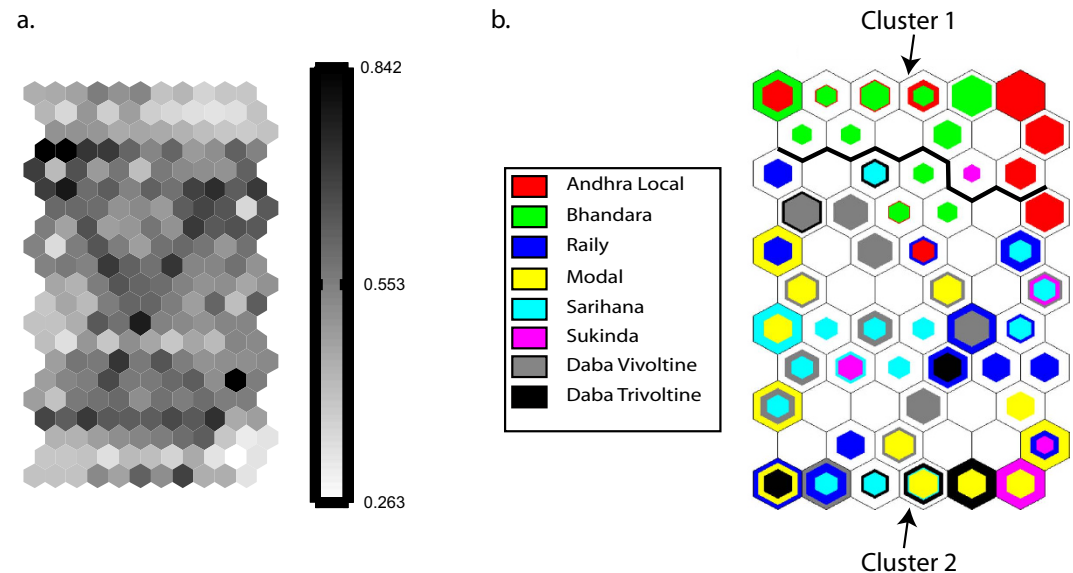 a.
0.842
0.553
0.263
b.
Cluster 1
Andhra Local
Bhandara
Raily
Modal
Sarihana
Sukinda
Daba Vivoltine
Daba Trivoltine
Cluster 2